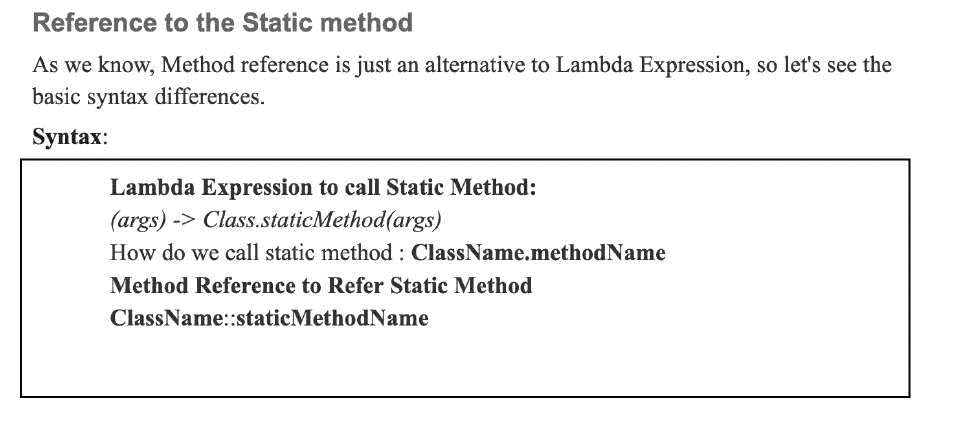 Reference to the Static method
As we know, Method reference is just an alternative to Lambda Expression, so let's see the
basic syntax differences.
Syntax:
Lambda Expression to call Static Method:
(args) -> Class.staticMethod(args)
How do we call static method : ClassName.methodName
Method Reference to Refer Static Method
ClassName::staticMethodName